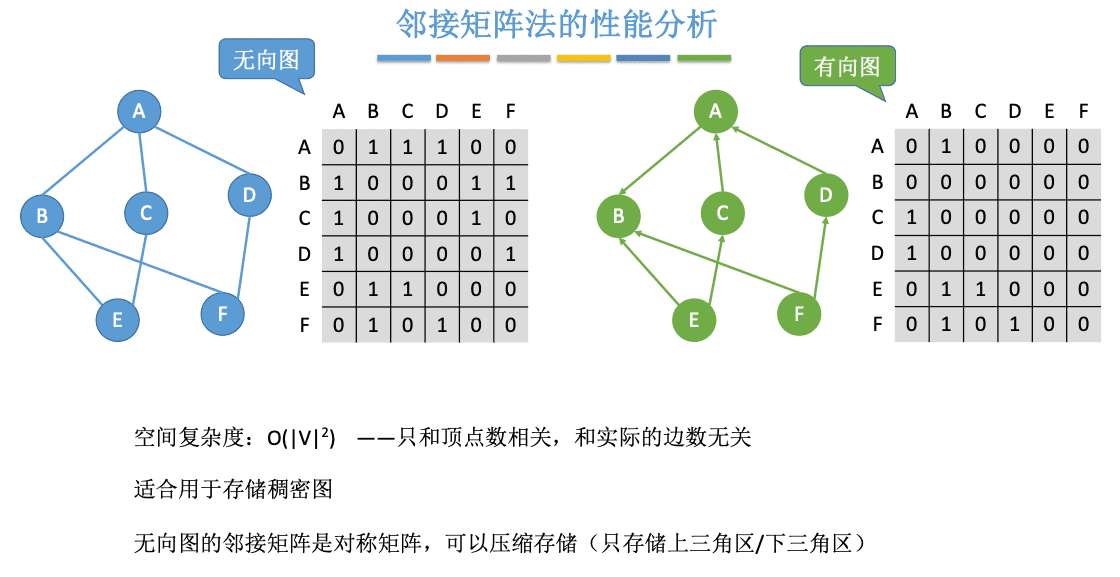 邻接矩阵法的性能分析
无向图
有向图
A
B
C
D
E
F
A B C D E F
A 0 1 1 1 0 0
B 1 0 0 0 1 1
C 1 0 0 0 1 0
D 1 0 0 0 0 1
E 0 1 1 0 0 0
F 0 1 0 1 0 0
A
B
C
D
E
F
A B C D E F
A 0 1 0 0 0 0
B 0 0 0 0 0 0
C 1 0 0 0 0 0
D 1 0 0 0 0 0
E 0 1 1 0 0 0
F 0 1 0 1 0 0
空间复杂度：O(|V|²) ——只和顶点数相关，和实际的边数无关
适合用于存储稠密图
无向图的邻接矩阵是对称矩阵，可以压缩存储（只存储上三角区/下三角区）